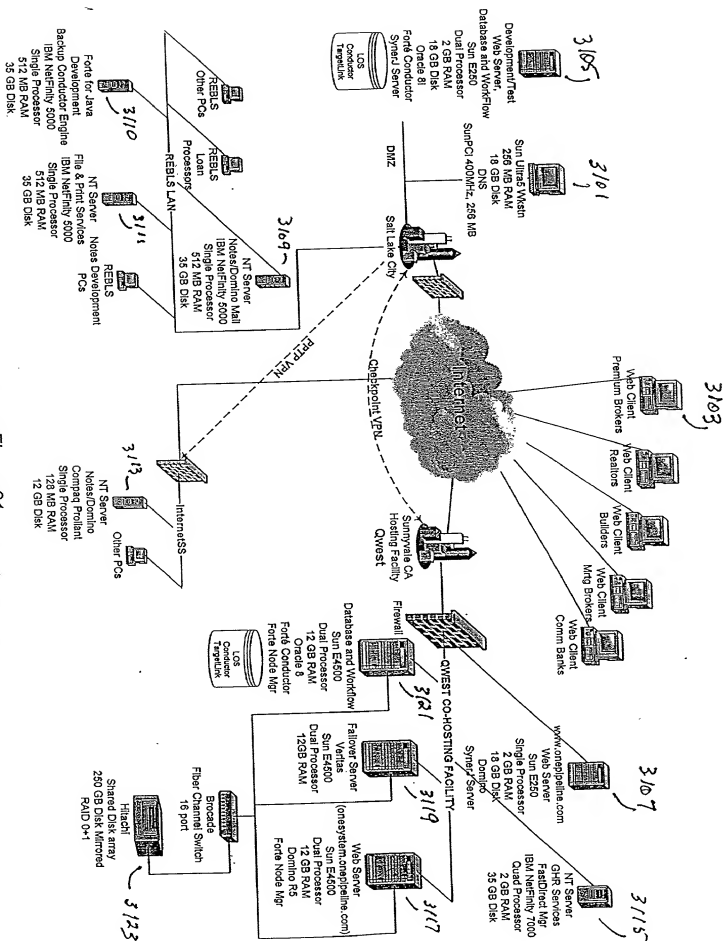 3105
Development/Test
Web Server,
Database and WorkFlow
Sun E250
Dual Processor
2 GB RAM
18 GB Disk
Oracle 8i
Forté Conductor
SynerJ Server
LOS
Conductor
TargetLink
3101
Sun Ultra5 Wkstn
256 MB RAM
18 GB Disk
DNS
SunPCI 400MHz, 256 MB
DMZ
Salt Lake City
3103
Web Client
Premium Brokers
Web Client
Realtors
Web Client
Builders
Web Client
Mrtg Brokers
Web Client
Comm Banks
Internet
3107
www.onepipeline.com
Web Server
Sun E250
Single Processor
2 GB RAM
18 GB Disk
SynerJ Server
Domino
3115
NT Server
GHR Services
FastDirect Mgr
IBM NetFinity 7000
Quad Processor
2 GB RAM
35 GB Disk
REBLS
Other PCs
REBLS
Loan
Processors
REBLS LAN
3109
NT Server
Notes/Domino Mail
IBM NetFinity 5000
Single Processor
512 MB RAM
35 GB Disk
3110
Forte for Java
Development
Backup Conductor Engine
IBM NetFinity 5000
Single Processor
512 MB RAM
35 GB Disk
3111
NT Server
File & Print Services
IBM NetFinity 5000
Single Processor
512 MB RAM
35 GB Disk
REBLS
Notes Development
PCs
PPTP VPN
Checkpoint VPN
Sunnyvale CA
Hosting Facility
Qwest
Firewall
QWEST CO-HOSTING FACILITY
InternetSS
3113
NT Server
Notes/Domino
Compaq Proliant
Single Processor
128 MB RAM
12 GB Disk
Other PCs
3121
Database and Workflow
Sun E4500
Dual Processor
12 GB RAM
Oracle 8
Forté Conductor
Forte Node Mgr
LOS
Conductor
TargetLink
3119
Failover Server
Veritas
Sun E4500
Dual Processor
12GB RAM
3117
Web Server
(onesystem.onepipeline.com)
Sun E4500
Dual Processor
12 GB RAM
Domino R5
Forte Node Mgr
Brocade
Fiber Channel Switch
16 port
3123
Hitachi
Shared Disk array
250 GB Disk Mirrored
RAID 0+1